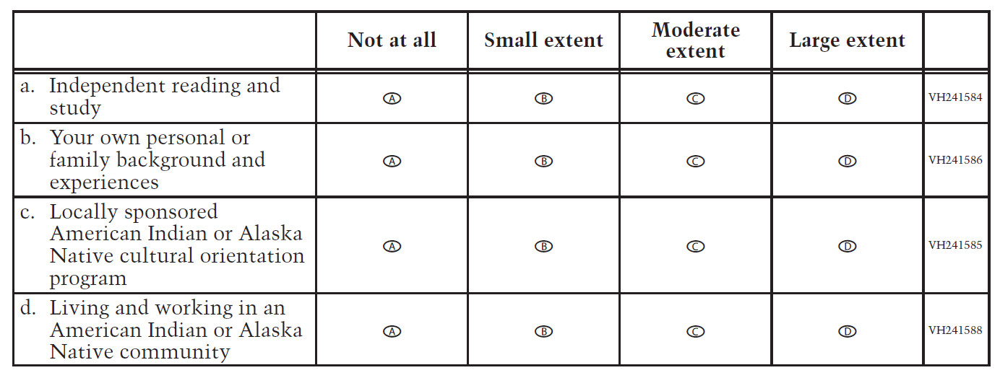 Not at all Small extent Moderate extent Large extent
a. Independent reading and
study
A B C D VH241584
b. Your own personal or
family background and
experiences
A B C D VH241586
c. Locally sponsored
American Indian or Alaska
Native cultural orientation
program
A B C D VH241585
d. Living and working in an
American Indian or Alaska
Native community
A B C D VH241588